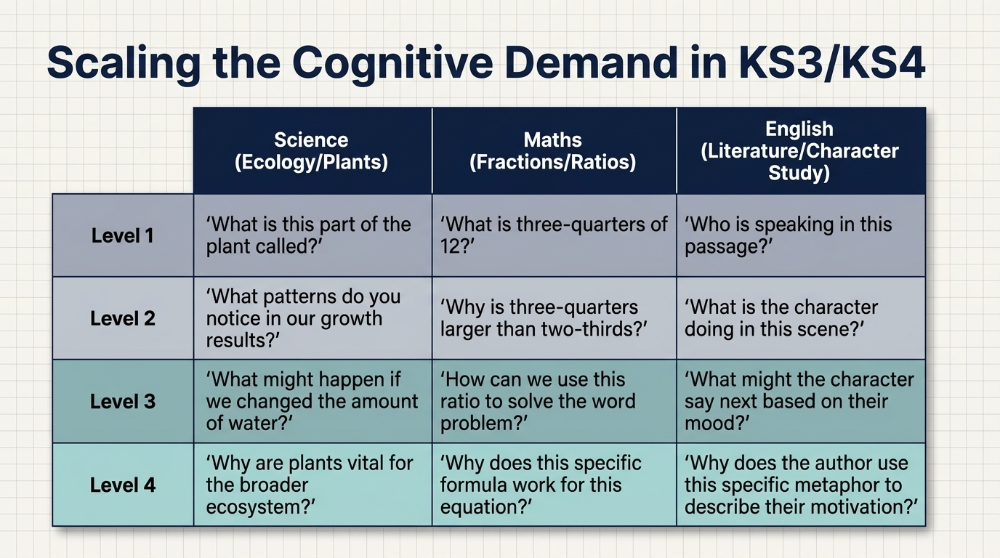 Scaling the Cognitive Demand in KS3/KS4
Science
(Ecology/Plants)
Maths
(Fractions/Ratios)
English
(Literature/Character
Study)
Level 1
‘What is this part of the
plant called?’
‘What is three-quarters of
12?’
‘Who is speaking in this
passage?’
Level 2
‘What patterns do you
notice in our growth
results?’
‘Why is three-quarters
larger than two-thirds?’
‘What is the character
doing in this scene?’
Level 3
‘What might happen if
we changed the amount
of water?’
‘How can we use this
ratio to solve the word
problem?’
‘What might the character
say next based on their
mood?’
Level 4
‘Why are plants vital for
the broader
ecosystem?’
‘Why does this specific
formula work for this
equation?’
‘Why does the author use
this specific metaphor to
describe their motivation?’